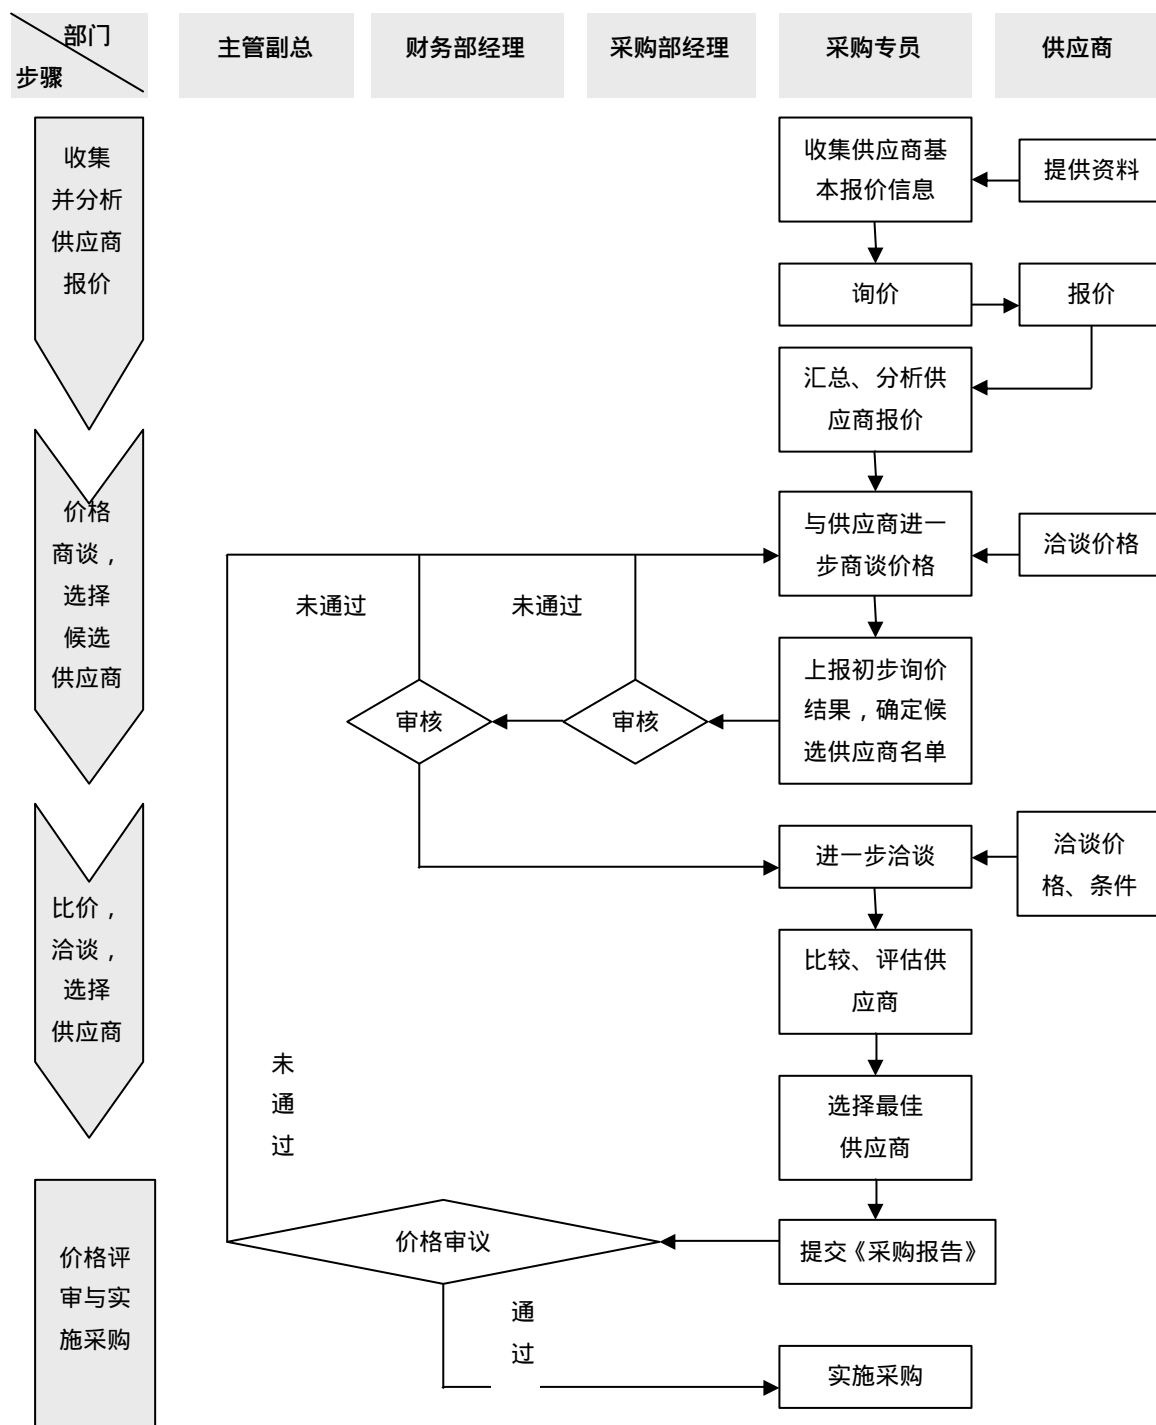 部门
步骤
主管副总
财务部经理
采购部经理
采购专员
供应商
收集
并分析
供应商
报价
收集供应商基
本报价信息
提供资料
询价
报价
汇总、分析供
应商报价
价格
商谈，
选择
候选
供应商
与供应商进一
步商谈价格
洽谈价格
未通过
未通过
上报初步询价
结果，确定候
选供应商名单
审核
审核
比价，
洽谈，
选择
供应商
进一步洽谈
洽谈价
格、条件
比较、评估供
应商
未
通
过
选择最佳
供应商
价格评
审与实
施采购
价格审议
提交《采购报告》
通
过
实施采购